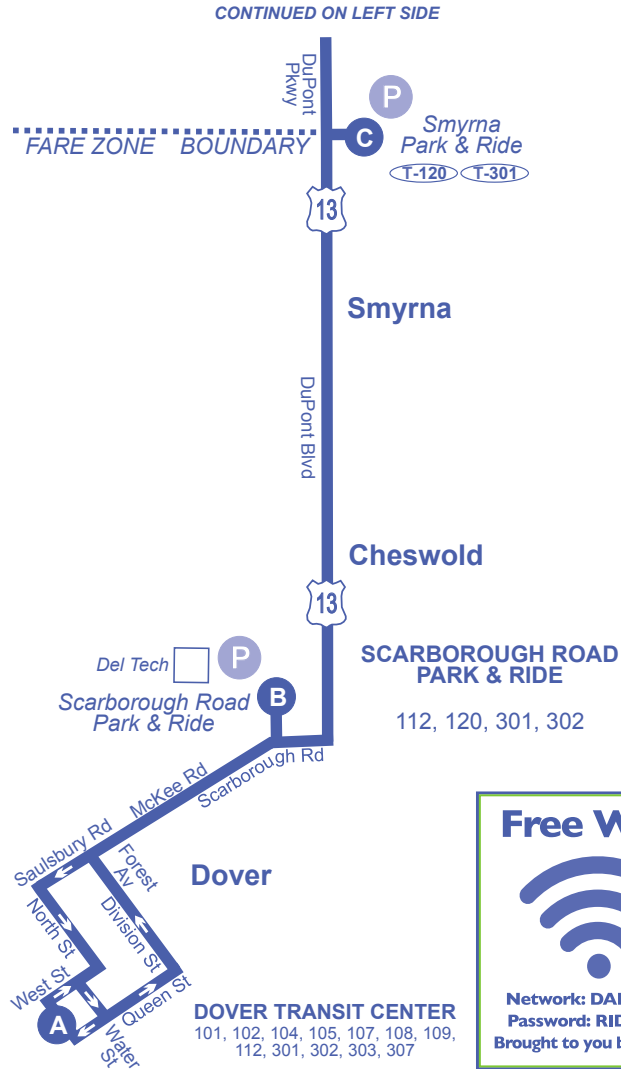 CONTINUED ON LEFT SIDE
DuPont
Pkwy
P
C
Smyrna
Park & Ride
T-120 T-301
FARE ZONE BOUNDARY
13
Smyrna
DuPont Blvd
Cheswold
13
Del Tech
P
Scarborough Road
Park & Ride
B
SCARBOROUGH ROAD
PARK & RIDE
112, 120, 301, 302
Scarborough Rd
McKee Rd
Saulsbury Rd
Forest
Av
Dover
North St
Division St
West St
Queen St
Water
St
A
DOVER TRANSIT CENTER
101, 102, 104, 105, 107, 108, 109,
112, 301, 302, 303, 307
Free
Network:
Password:
Brought to you